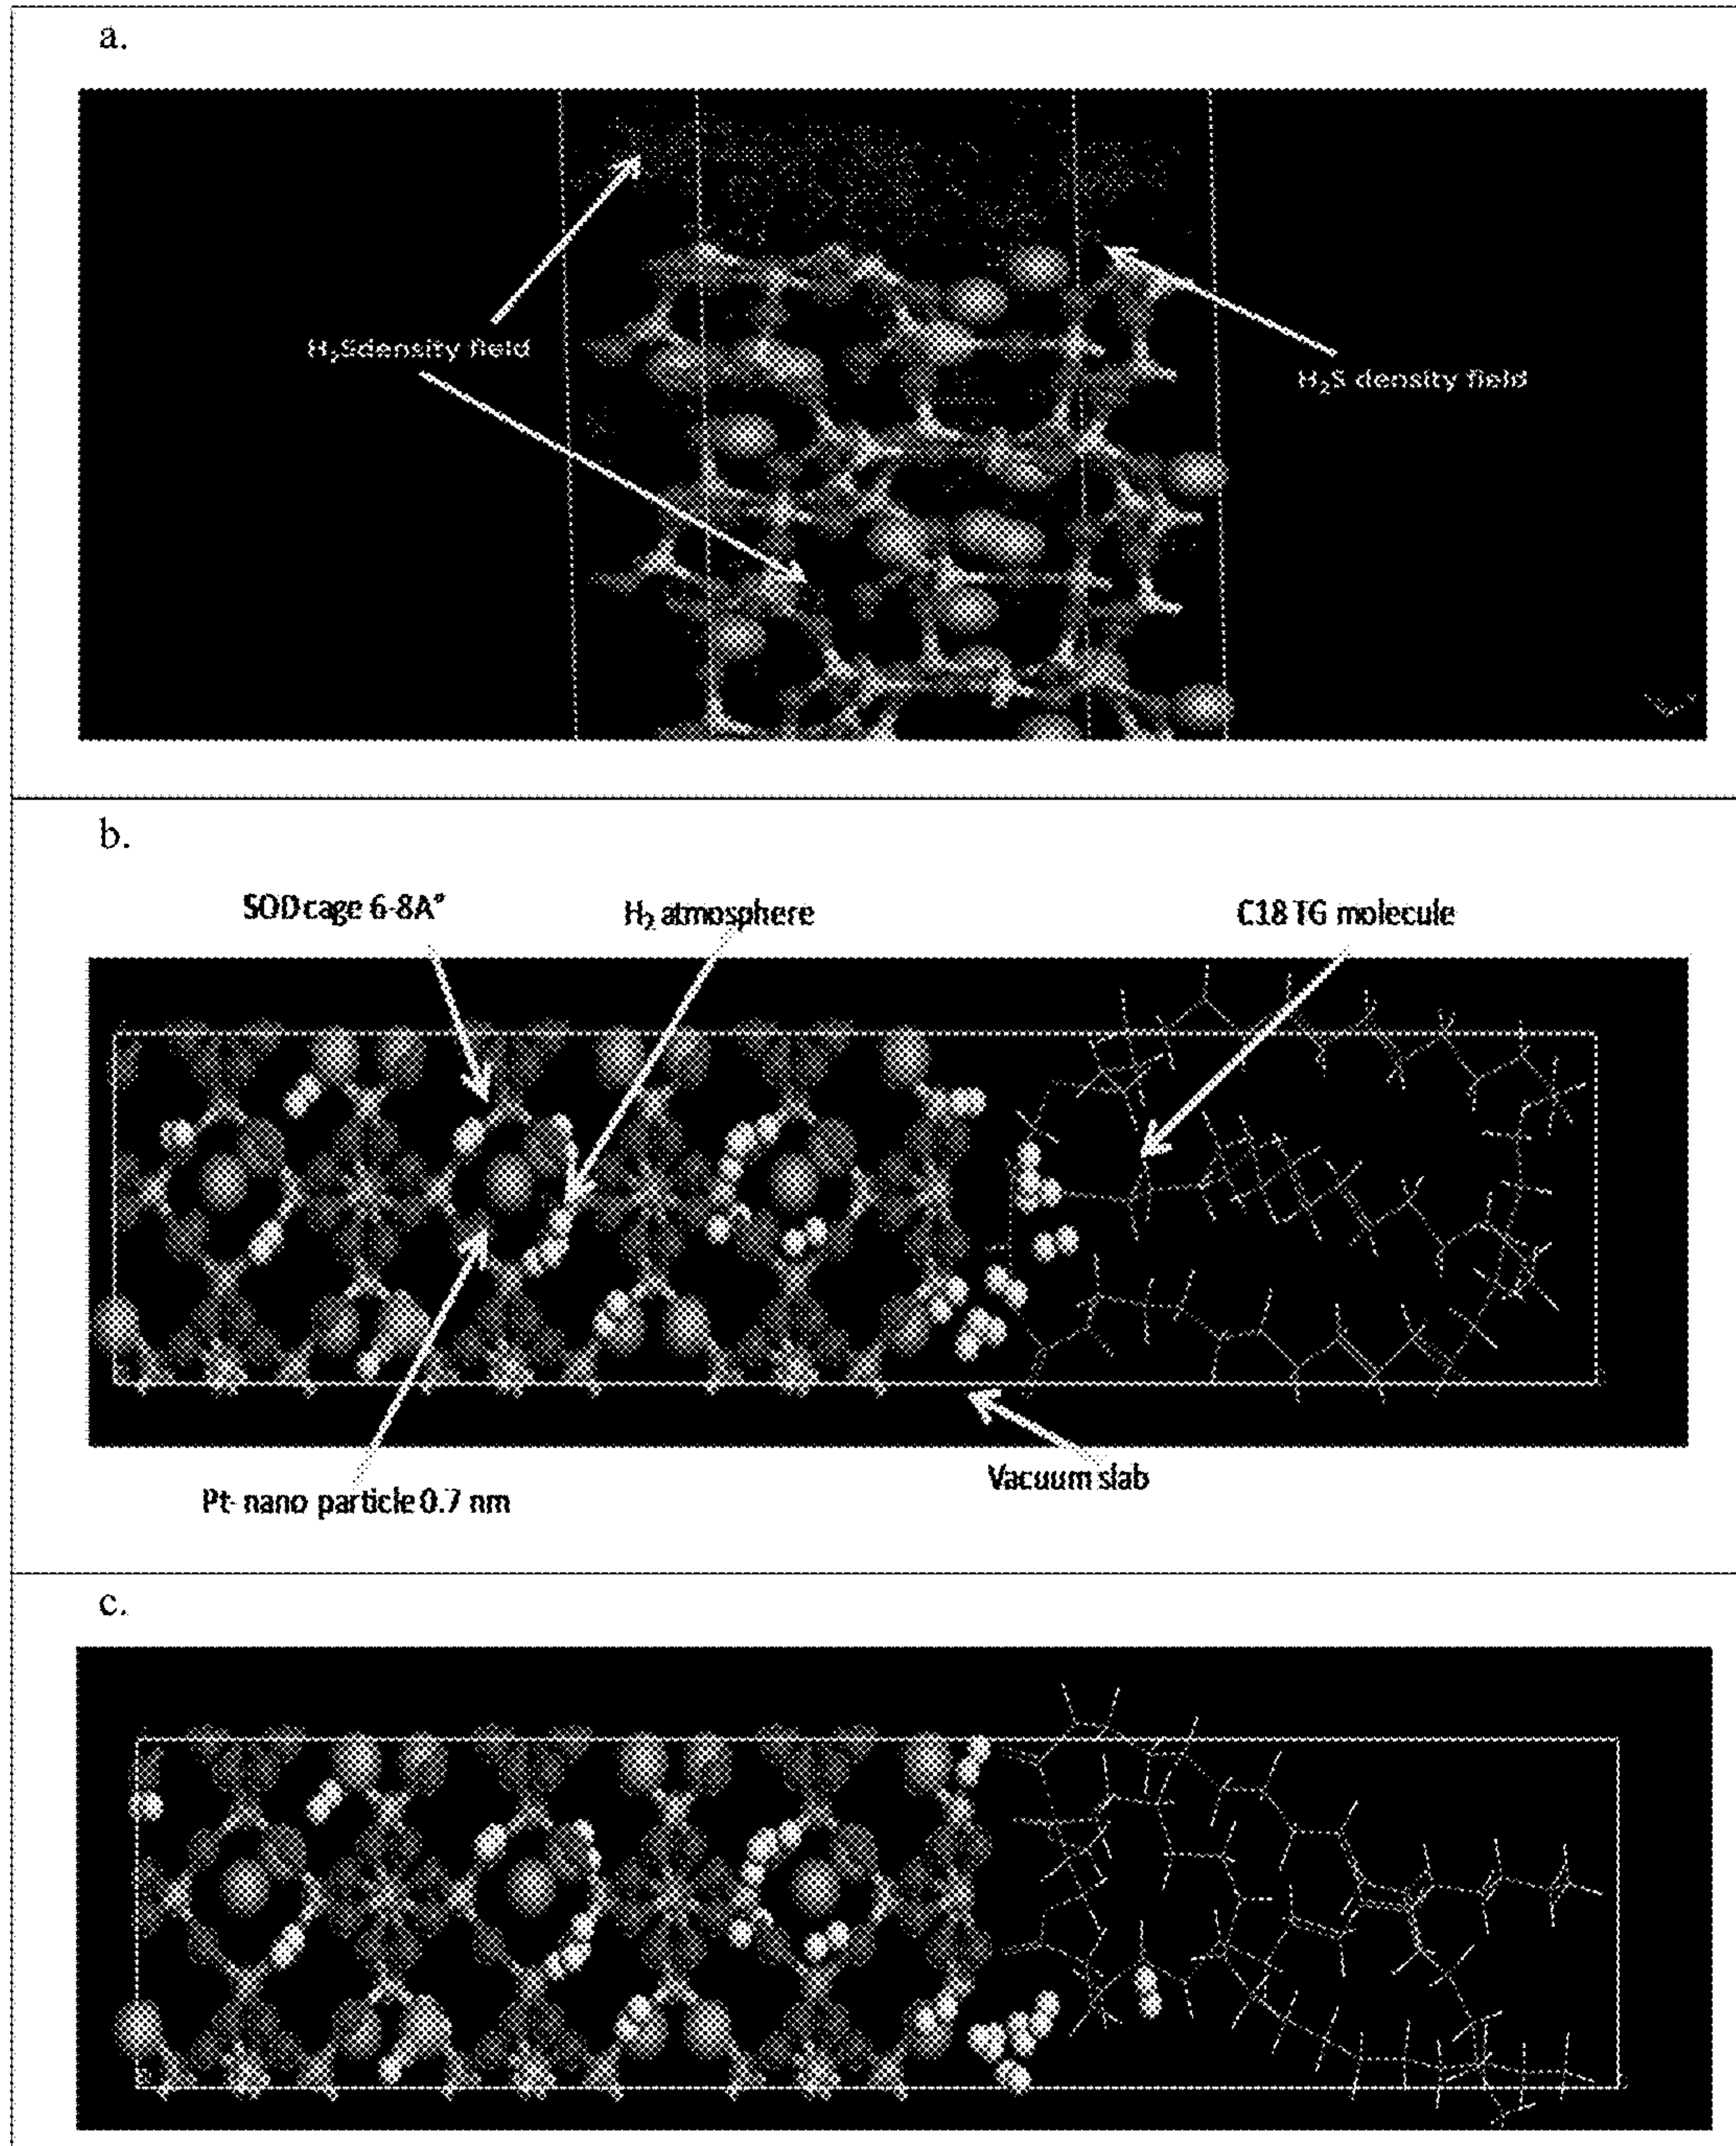 a.
H₂Sdensity field
H₂S density field
b.
SOD cage 6-8A°
H₂ atmosphere
C18 TG molecule
Pt- nano particle 0.7 nm
Vacuum slab
c.